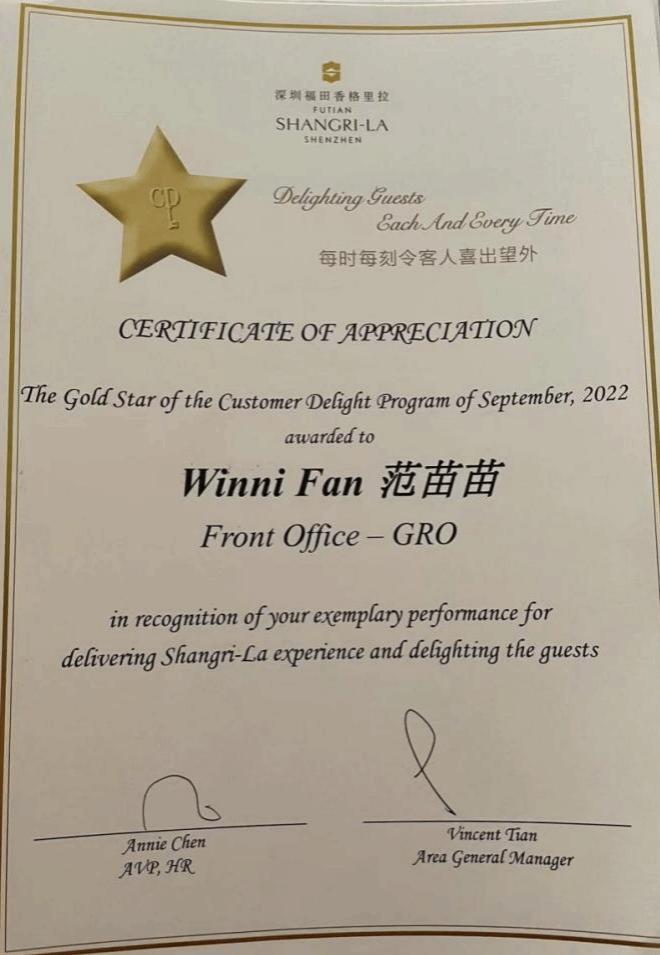 深圳福田香格里拉
FUTIAN
SHANGRI-LA
SHENZHEN
CD
Delighting Guests
Each And Every Time
每时每刻令客人喜出望外
CERTIFICATE OF APPRECIATION
The Gold Star of the Customer Delight Program of September, 2022
awarded to
Winni Fan 范苗苗
Front Office – GRO
in recognition of your exemplary performance for
delivering Shangri-La experience and delighting the guests
Annie Chen
AVP, HR
Vincent Tian
Area General Manager